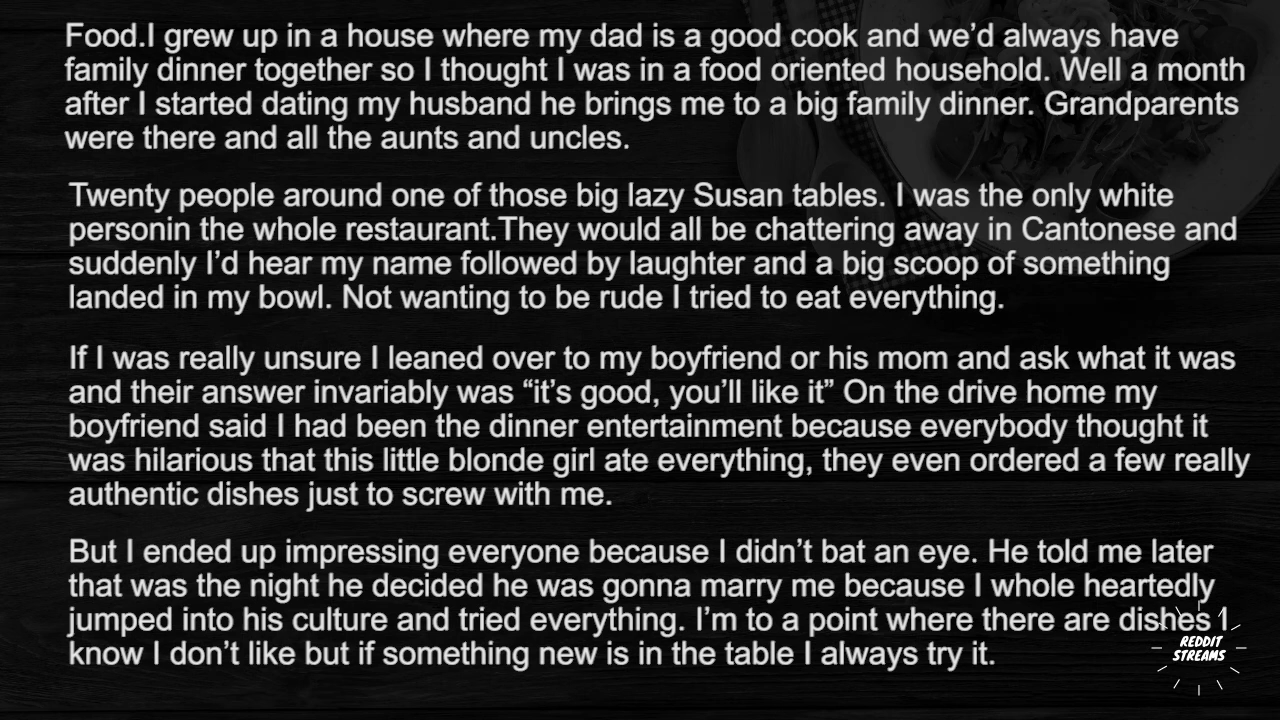 Food.I grew up in a house where my dad is a good cook and we’d always have
family dinner together so I thought I was in a food oriented household. Well a month
after I started dating my husband he brings me to a big family dinner. Grandparents
were there and all the aunts and uncles.
Twenty people around one of those big lazy Susan tables. I was the only white
personin the whole restaurant.They would all be chattering away in Cantonese and
suddenly I’d hear my name followed by laughter and a big scoop of something
landed in my bowl. Not wanting to be rude I tried to eat everything.
If I was really unsure I leaned over to my boyfriend or his mom and ask what it was
and their answer invariably was “it’s good, you’ll like it” On the drive home my
boyfriend said I had been the dinner entertainment because everybody thought it
was hilarious that this little blonde girl ate everything, they even ordered a few really
authentic dishes just to screw with me.
But I ended up impressing everyone because I didn’t bat an eye. He told me later
that was the night he decided he was gonna marry me because I whole heartedly
jumped into his culture and tried everything. I’m to a point where there are dishes I
know I don’t like but if something new is in the table I always try it.
REDDIT
STREAMS